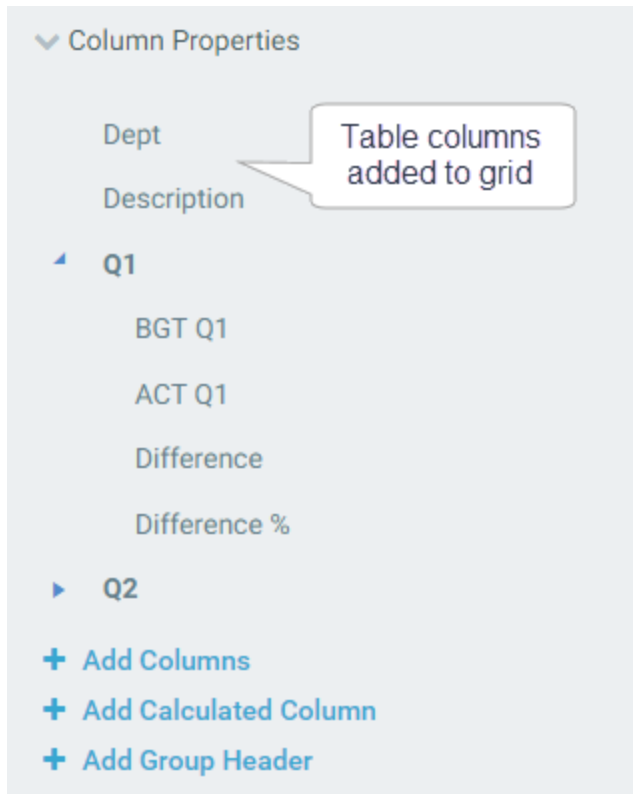 Column Properties
Dept
Table columns
added to grid
Description
Q1
BGT Q1
ACT Q1
Difference
Difference %
Q2
+ Add Columns
+ Add Calculated Column
+ Add Group Header